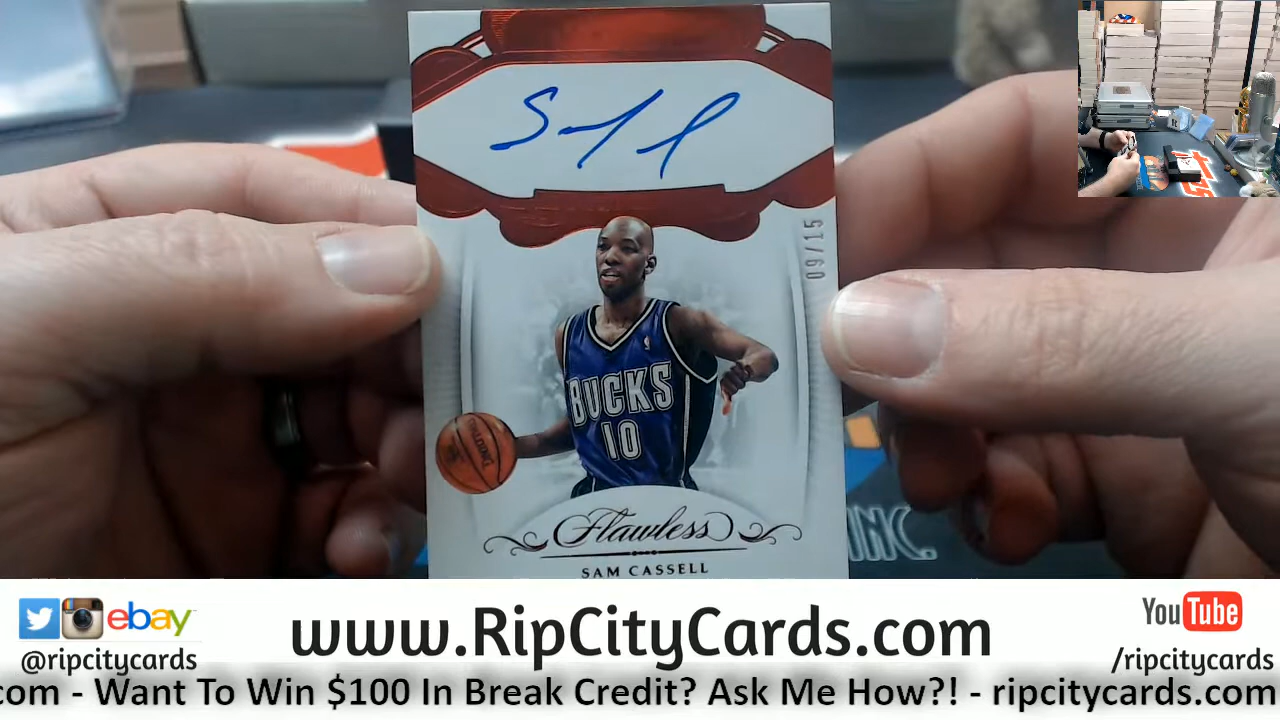 09/15
BUCKS
10
Flawless
SAM CASSELL
INC.
ebay
@ripcitycards
www.RipCityCards.com
YouTube
/ripcitycards
.com - Want To Win $100 In Break Credit? Ask Me How?! - ripcitycards.com